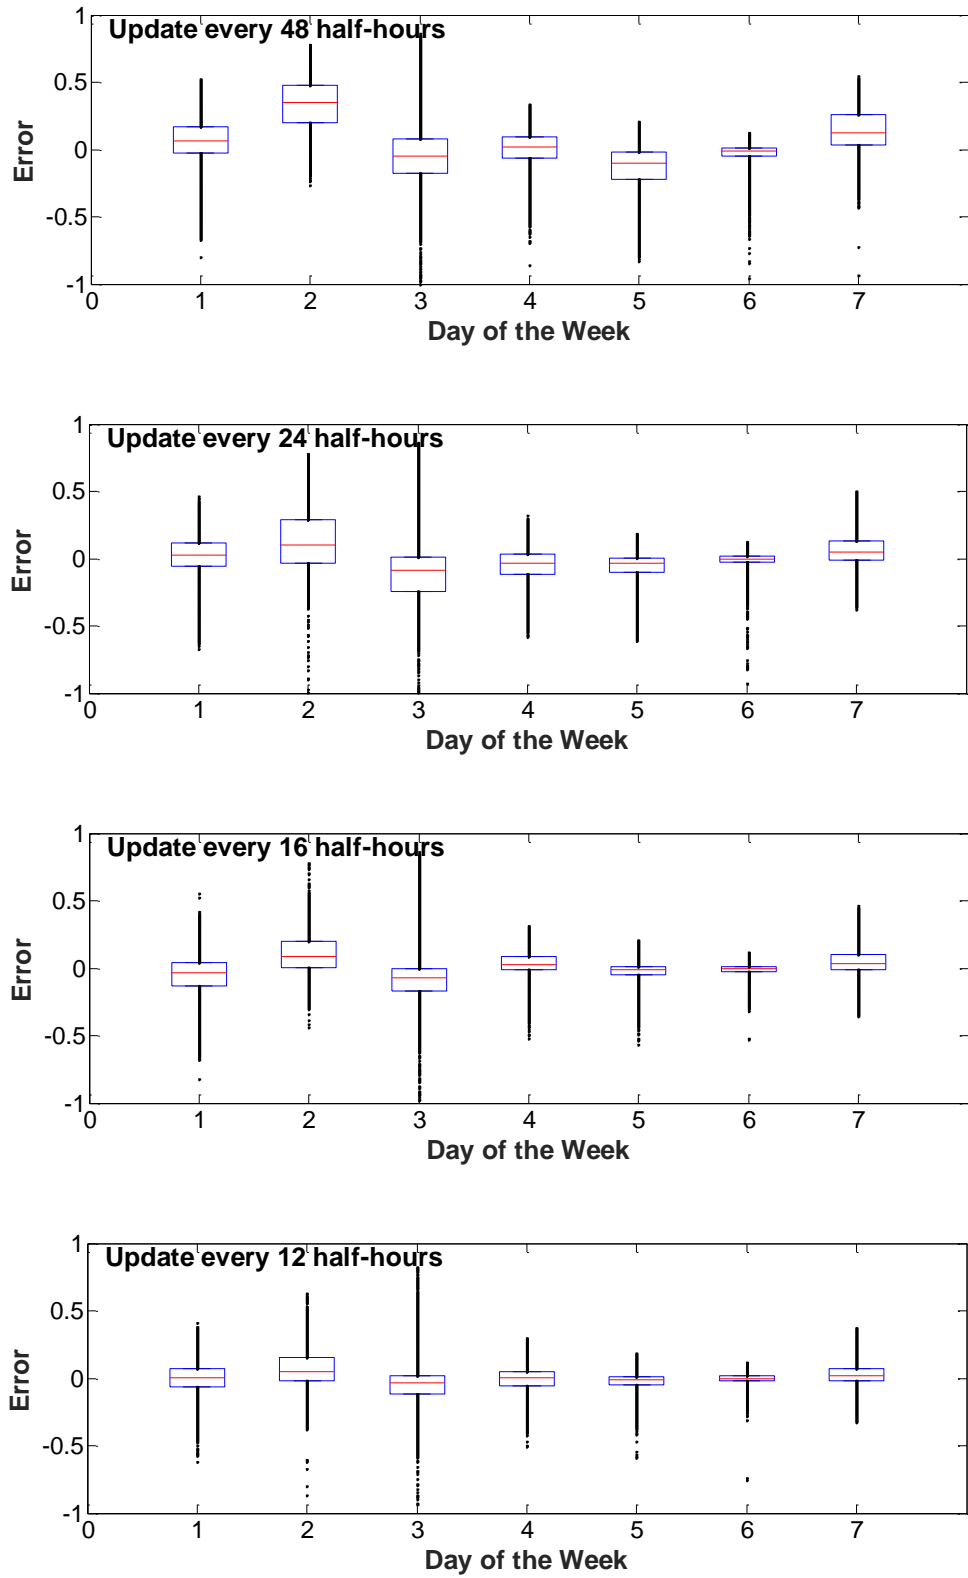 Update every 48 half-hours
1
0.5
0
-0.5
-1
Error
0 1 2 3 4 5 6 7
Day of the Week
Update every 24 half-hours
1
0.5
0
-0.5
-1
Error
0 1 2 3 4 5 6 7
Day of the Week
Update every 16 half-hours
1
0.5
0
-0.5
-1
Error
0 1 2 3 4 5 6 7
Day of the Week
Update every 12 half-hours
1
0.5
0
-0.5
-1
Error
0 1 2 3 4 5 6 7
Day of the Week